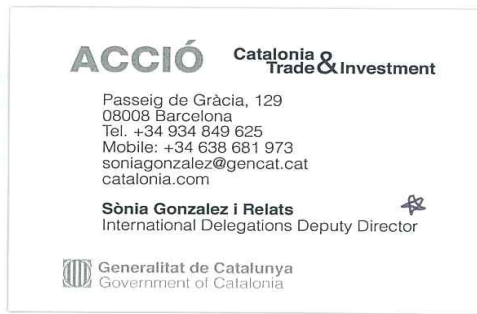 ACCIÓ
Catalonia
Trade & Investment
Passeig de Gràcia, 129
08008 Barcelona
Tel. +34 934 849 625
Mobile: +34 638 681 973
soniagonzalez@gencat.cat
catalonia.com
Sònia Gonzalez i Relats
International Delegations Deputy Director
Generalitat de Catalunya
Government of Catalonia